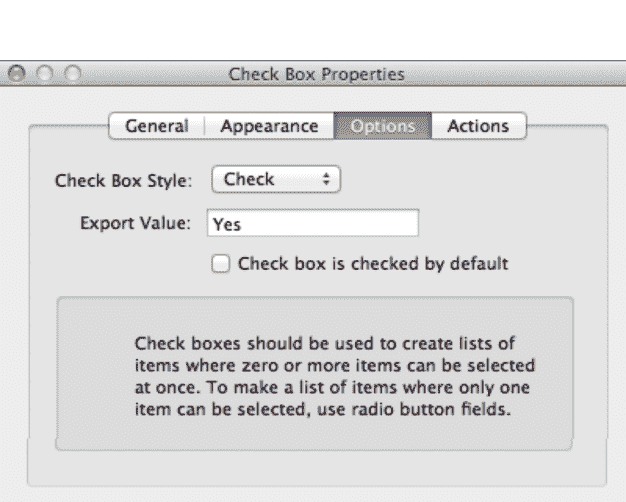 Check Box Properties
General Appearance Options Actions
Check Box Style: Check
Export Value: Yes
Check box is checked by default
Check boxes should be used to create lists of
items where zero or more items can be selected
at once. To make a list of items where only one
item can be selected, use radio button fields.